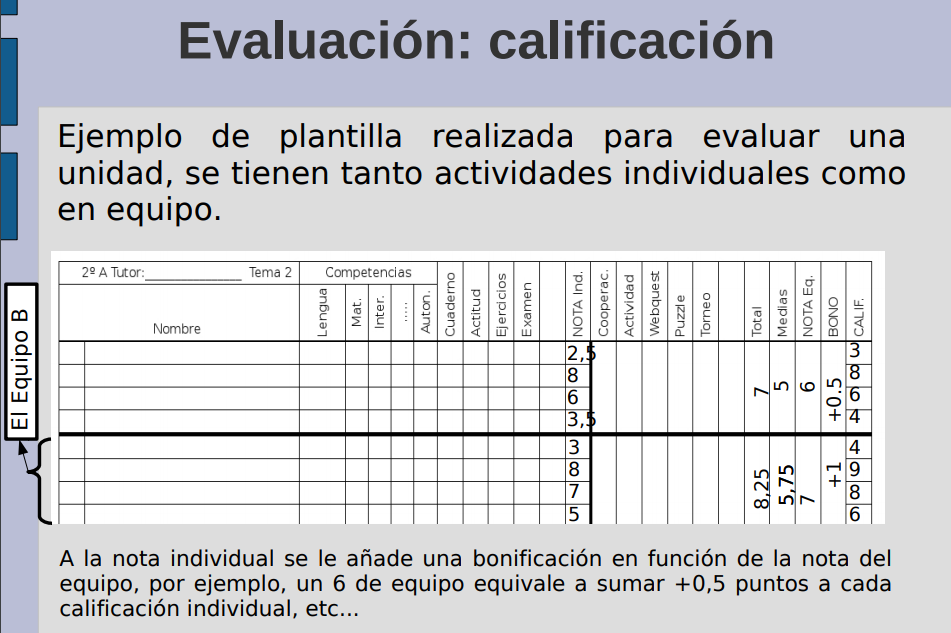 Evaluación: calificación
Ejemplo de plantilla realizada para evaluar una
unidad, se tienen tanto actividades individuales como
en equipo.
2º A Tutor:______________ Tema 2
Competencias
Nombre
Lengua
Mat.
Inter.
.....
Auton.
Cuaderno
Actitud
Ejercicios
Examen
NOTA Ind.
Cooperac.
Actividad
Webquest
Puzzle
Torneo
Total
Medias
NOTA Eq.
BONO
CALIF.
2,5
8
6
3,5
7
5
6
+0.5
3
8
6
4
El Equipo B
3
8
7
5
8,25
5,75
7
+1
4
9
8
6
A la nota individual se le añade una bonificación en función de la nota del
equipo, por ejemplo, un 6 de equipo equivale a sumar +0,5 puntos a cada
calificación individual, etc...